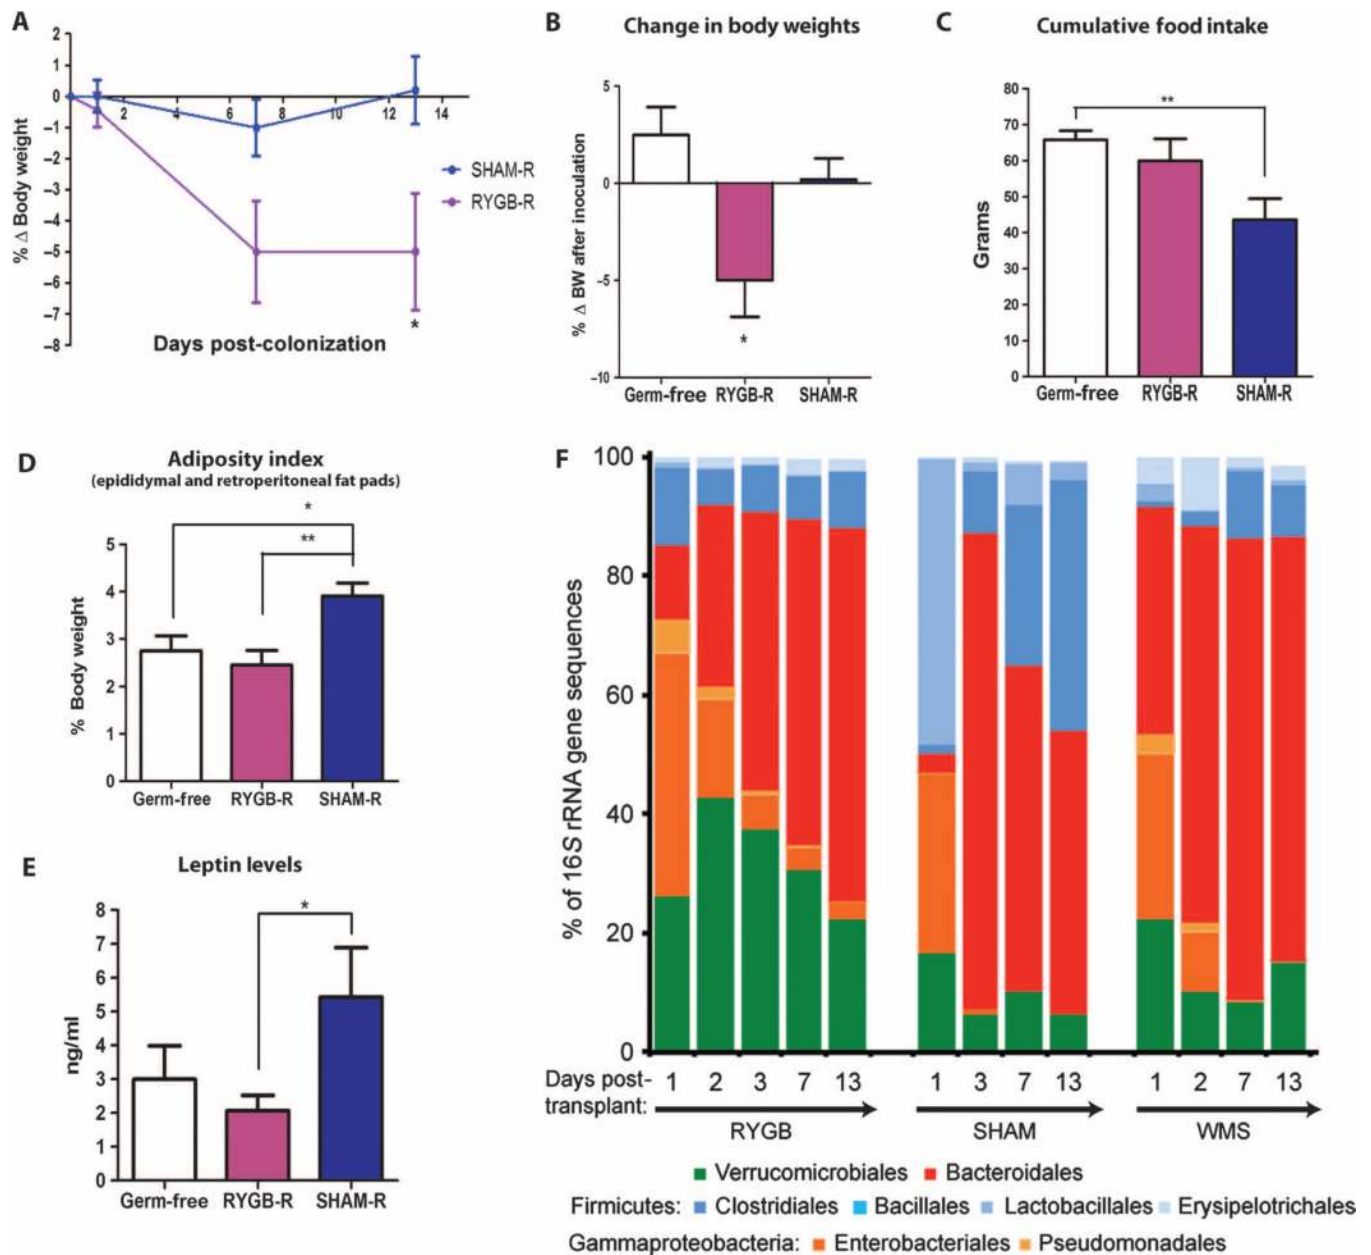 A
% Δ Body weight
1
0
−1
−2
−3
−4
−5
−6
−7
−8
2
4
6
8
10
12
14
2
SHAM-R
RYGB-R
*
Days post-colonization
B
Change in body weights
% Δ BW after inoculation
5
0
−5
−10
*
Germ-free RYGB-R SHAM-R
C
Cumulative food intake
Grams
80
70
60
50
40
30
20
10
0
**
Germ-free RYGB-R SHAM-R
D
Adiposity index
(epididymal and retroperitoneal fat pads)
% Body weight
5
4
3
2
1
0
*
**
Germ-free RYGB-R SHAM-R
E
Leptin levels
ng/ml
8
7
6
5
4
3
2
1
0
*
Germ-free RYGB-R SHAM-R
F
% of 16S rRNA gene sequences
100
80
60
40
20
0
Days post-transplant:
1 2 3 7 13
1 3 7 13
1 2 7 13
RYGB
SHAM
WMS
Verrucomicrobiales Bacteroidales
Firmicutes: Clostridiales Bacillales Lactobacillales Erysipelotrichales
Gammaproteobacteria: Enterobacteriales Pseudomonadales